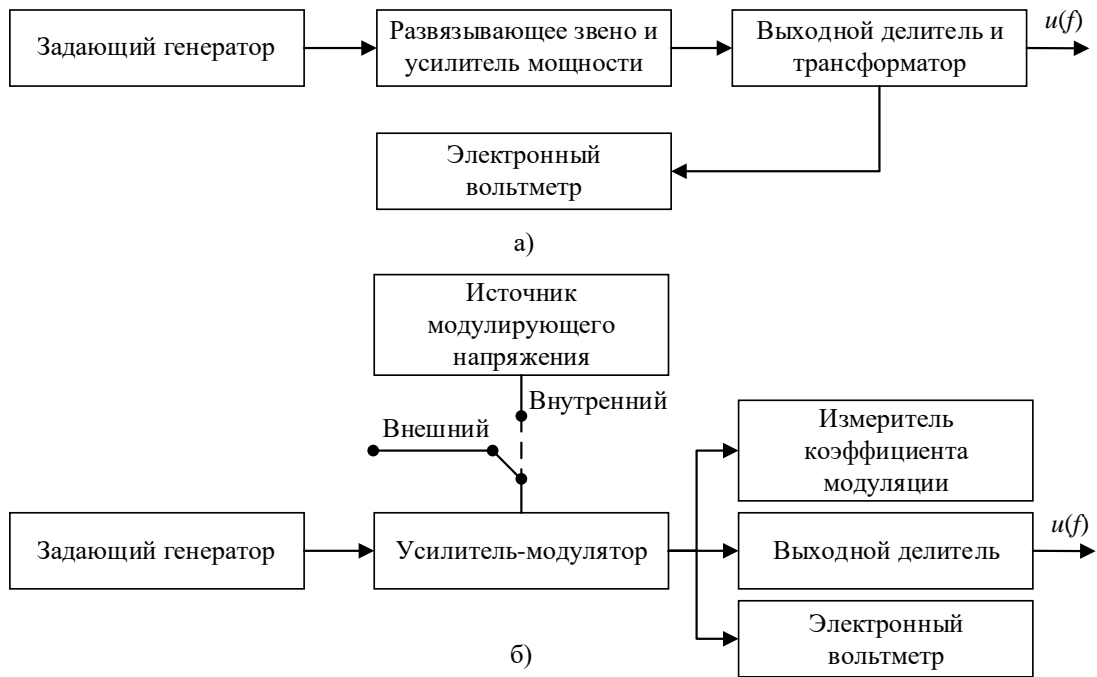 Задающий генератор
Развязывающее звено и
усилитель мощности
Выходной делитель и
трансформатор
u(f)
Электронный
вольтметр
а)
Источник
модулирующего
напряжения
Внутренний
Внешний
Измеритель
коэффициента
модуляции
Задающий генератор
Усилитель-модулятор
Выходной делитель
u(f)
Электронный
вольтметр
б)